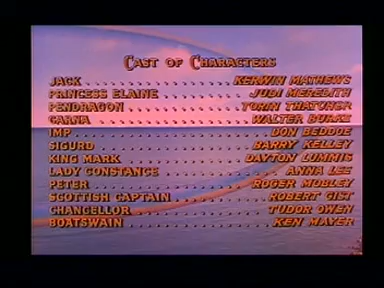 CAST OF CHARACTERS
JACK . . . . . . . . . . . . . . . . KERWIN MATHEWS
PRINCESS ELAINE . . . . . . . . . . JUDI MEREDITH
PENDRAGON . . . . . . . . . . . . TORIN THATCHER
GARNA . . . . . . . . . . . . . . . WALTER BURKE
IMP . . . . . . . . . . . . . . . . . . DON BEDDOE
SIGURD . . . . . . . . . . . . . . . BARRY KELLEY
KING MARK . . . . . . . . . . . . DAYTON LUMMIS
LADY CONSTANCE . . . . . . . . . . . . ANNA LEE
PETER . . . . . . . . . . . . . . . ROGER MOBLEY
SCOTTISH CAPTAIN . . . . . . . . . . ROBERT GIST
CHANCELLOR . . . . . . . . . . . . . TUDOR OWEN
BOATSWAIN . . . . . . . . . . . . . . KEN MAYER